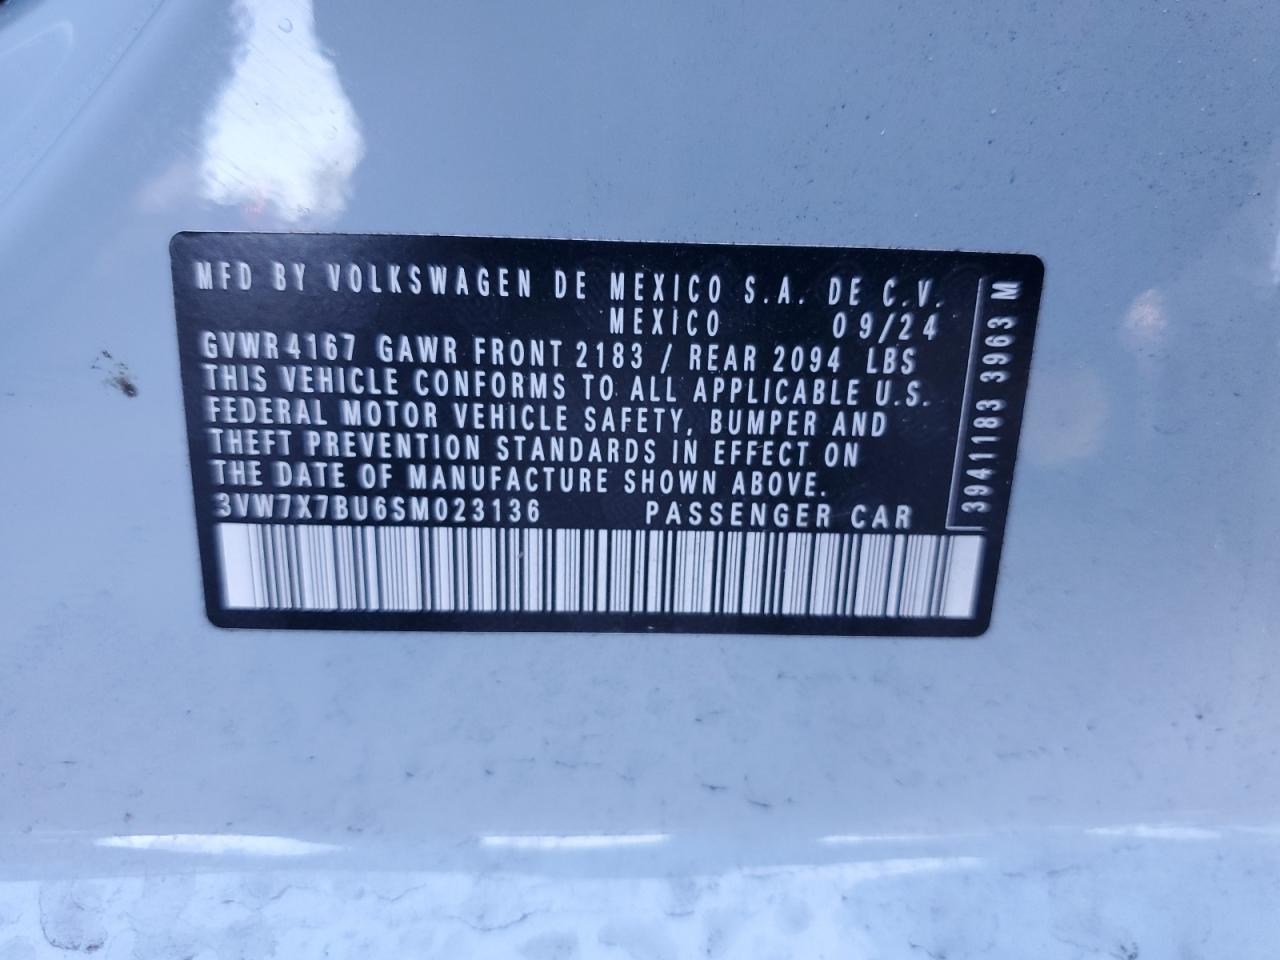 MFD BY VOLKSWAGEN DE MEXICO S.A. DE C.V.
MEXICO 09/24
GVWR 4167 GAWR FRONT 2183 / REAR 2094 LBS
THIS VEHICLE CONFORMS TO ALL APPLICABLE U.S.
FEDERAL MOTOR VEHICLE SAFETY, BUMPER AND
THEFT PREVENTION STANDARDS IN EFFECT ON
THE DATE OF MANUFACTURE SHOWN ABOVE.
3VW7X7BU6SM023136 PASSENGER CAR
3941183 3963 M